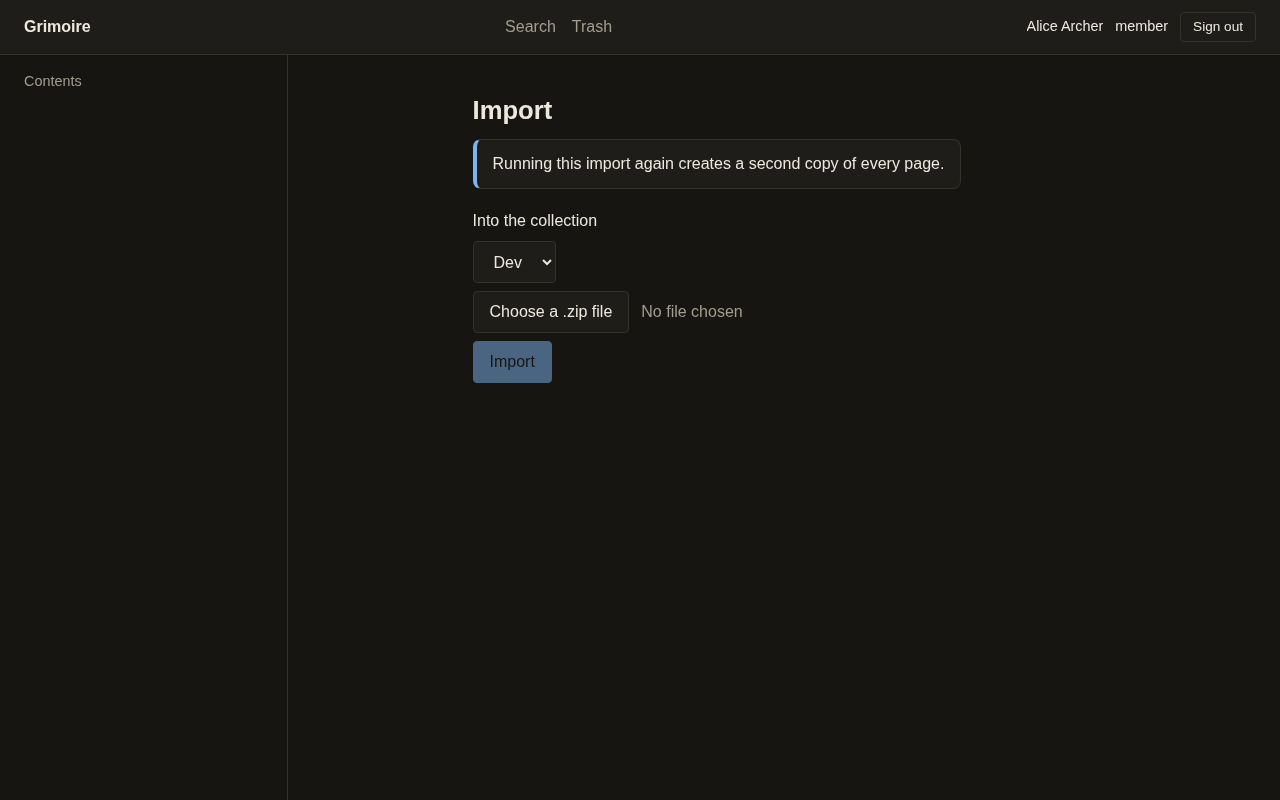 Grimoire
Search Trash
Alice Archer member Sign out
Contents
Import
Running this import again creates a second copy of every page.
Into the collection
Dev
Choose a .zip file No file chosen
Import